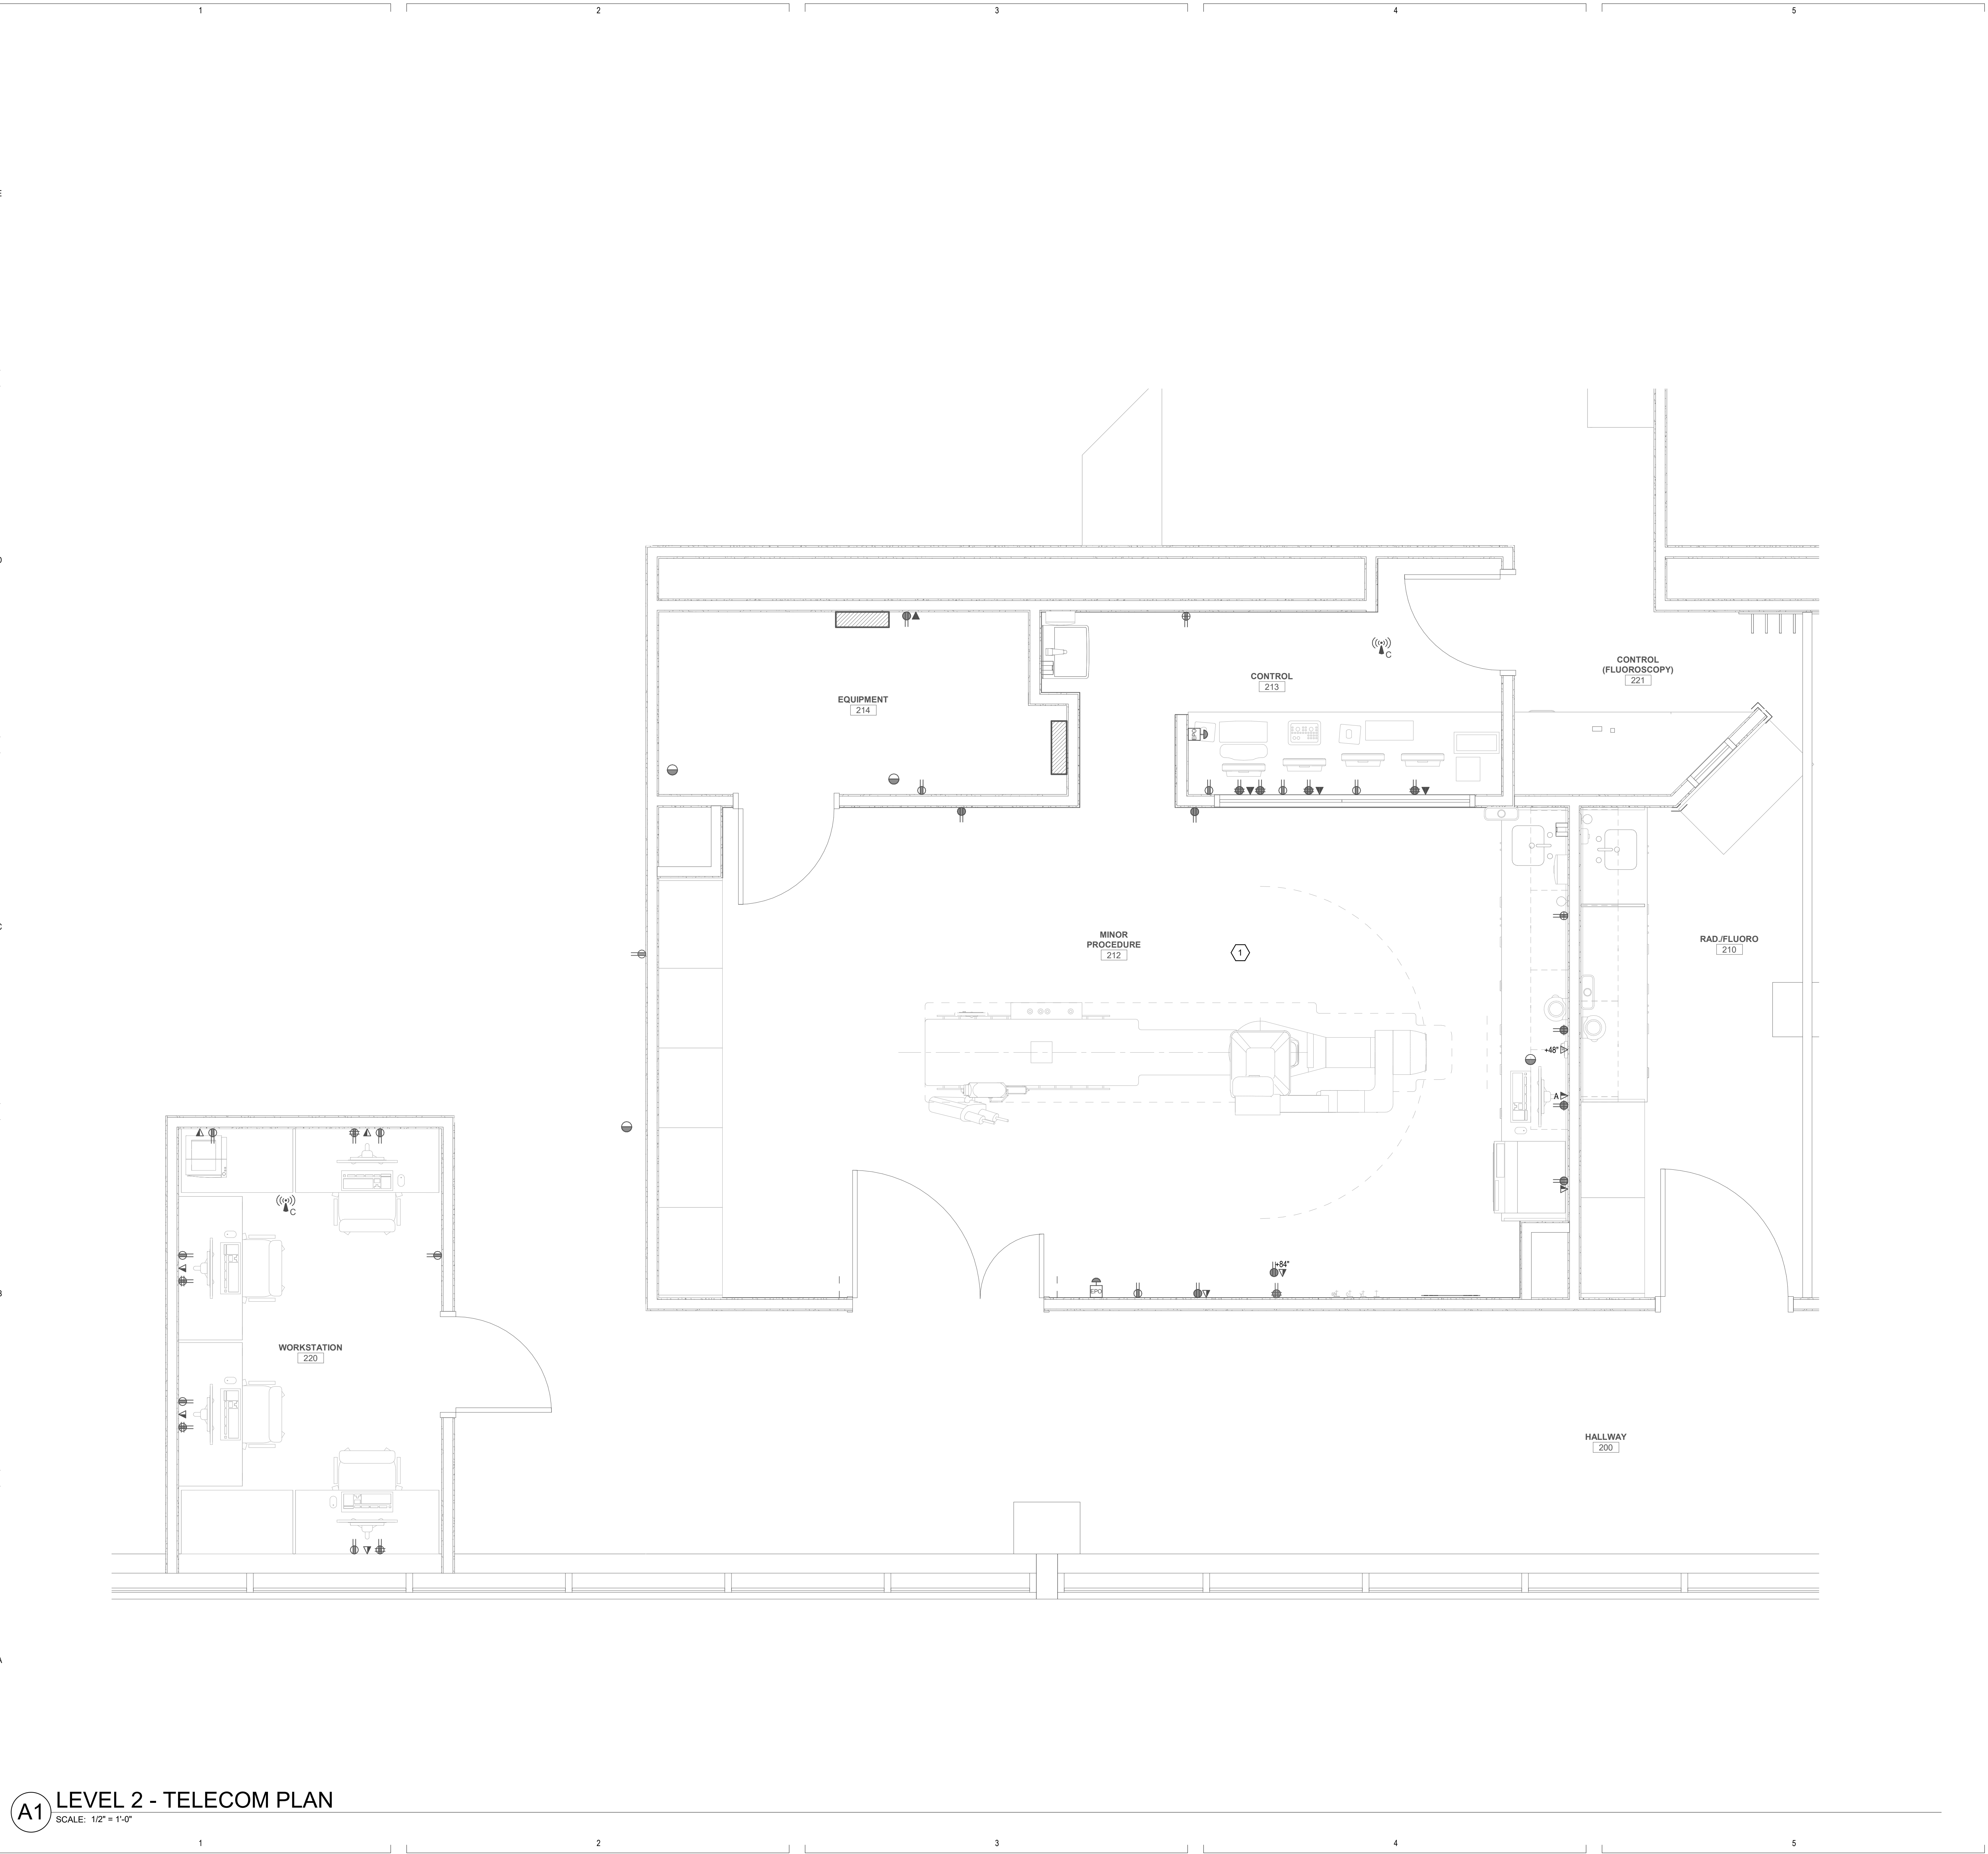 1 2 3 4 5
E
D
CONTROL
(FLUOROSCOPY)
221
CONTROL
213
C
EQUIPMENT
214
EPO
C
MINOR
PROCEDURE
212
1
RAD./FLUORO
210
+48"
A
C
+84"
EPO
B
WORKSTATION
220
HALLWAY
200
A
A1
LEVEL 2 - TELECOM PLAN
SCALE: 1/2" = 1'-0"
1 2 3 4 5